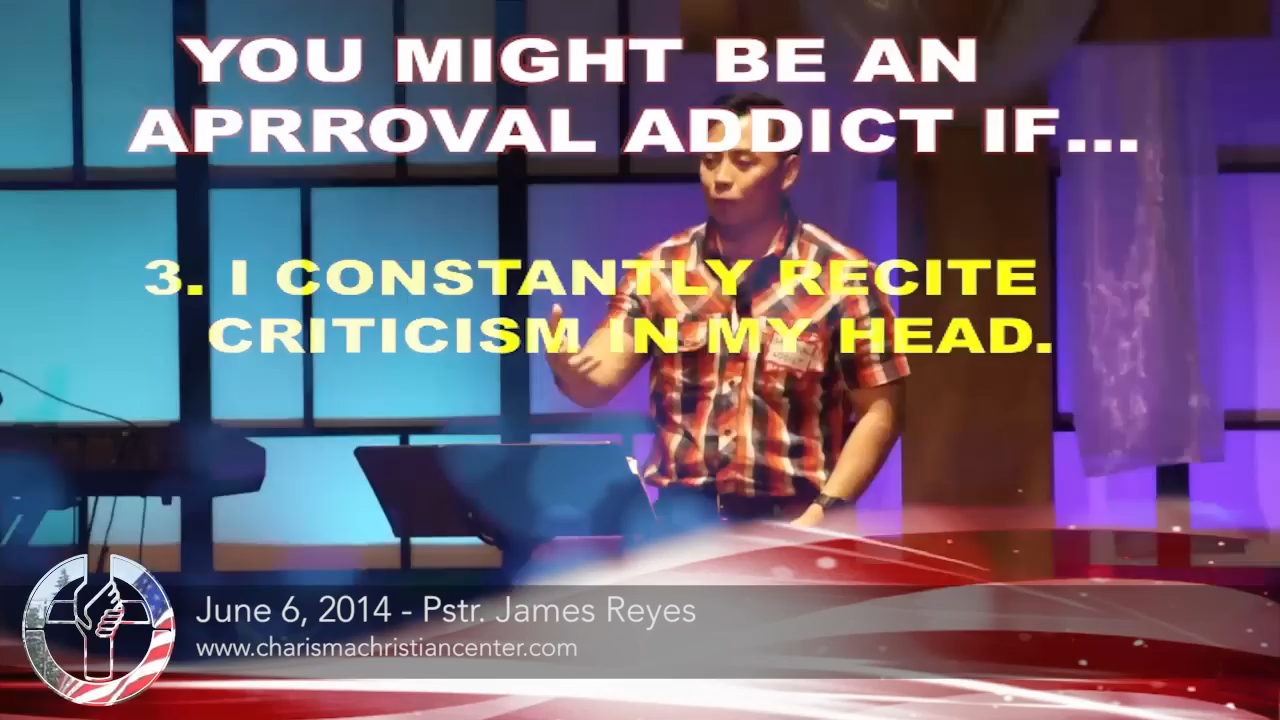 YOU MIGHT BE AN
APRROVAL ADDICT IF...
3. I CONSTANTLY RECITE
CRITICISM IN MY HEAD.
June 6, 2014 - Pstr. James Reyes
www.charismachristiancenter.com